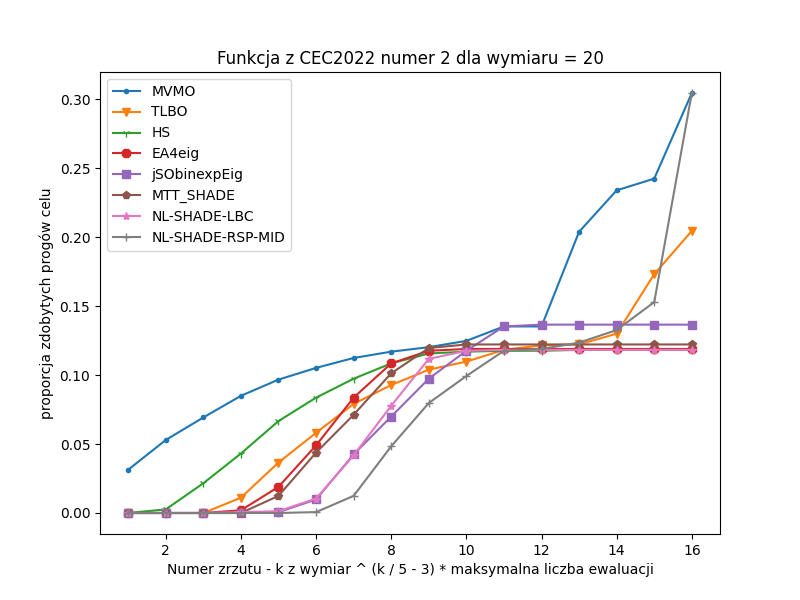 Funkcja z CEC2022 numer 2 dla wymiaru = 20
proporcja zdobytych progów celu
0.30
0.25
0.20
0.15
0.10
0.05
0.00
MVMO
TLBO
HS
EA4eig
jSObinexpEig
MTT_SHADE
NL-SHADE-LBC
NL-SHADE-RSP-MID
2 4 6 8 10 12 14 16
Numer zrzutu - k z wymiar ^ (k / 5 - 3) * maksymalna liczba ewaluacji